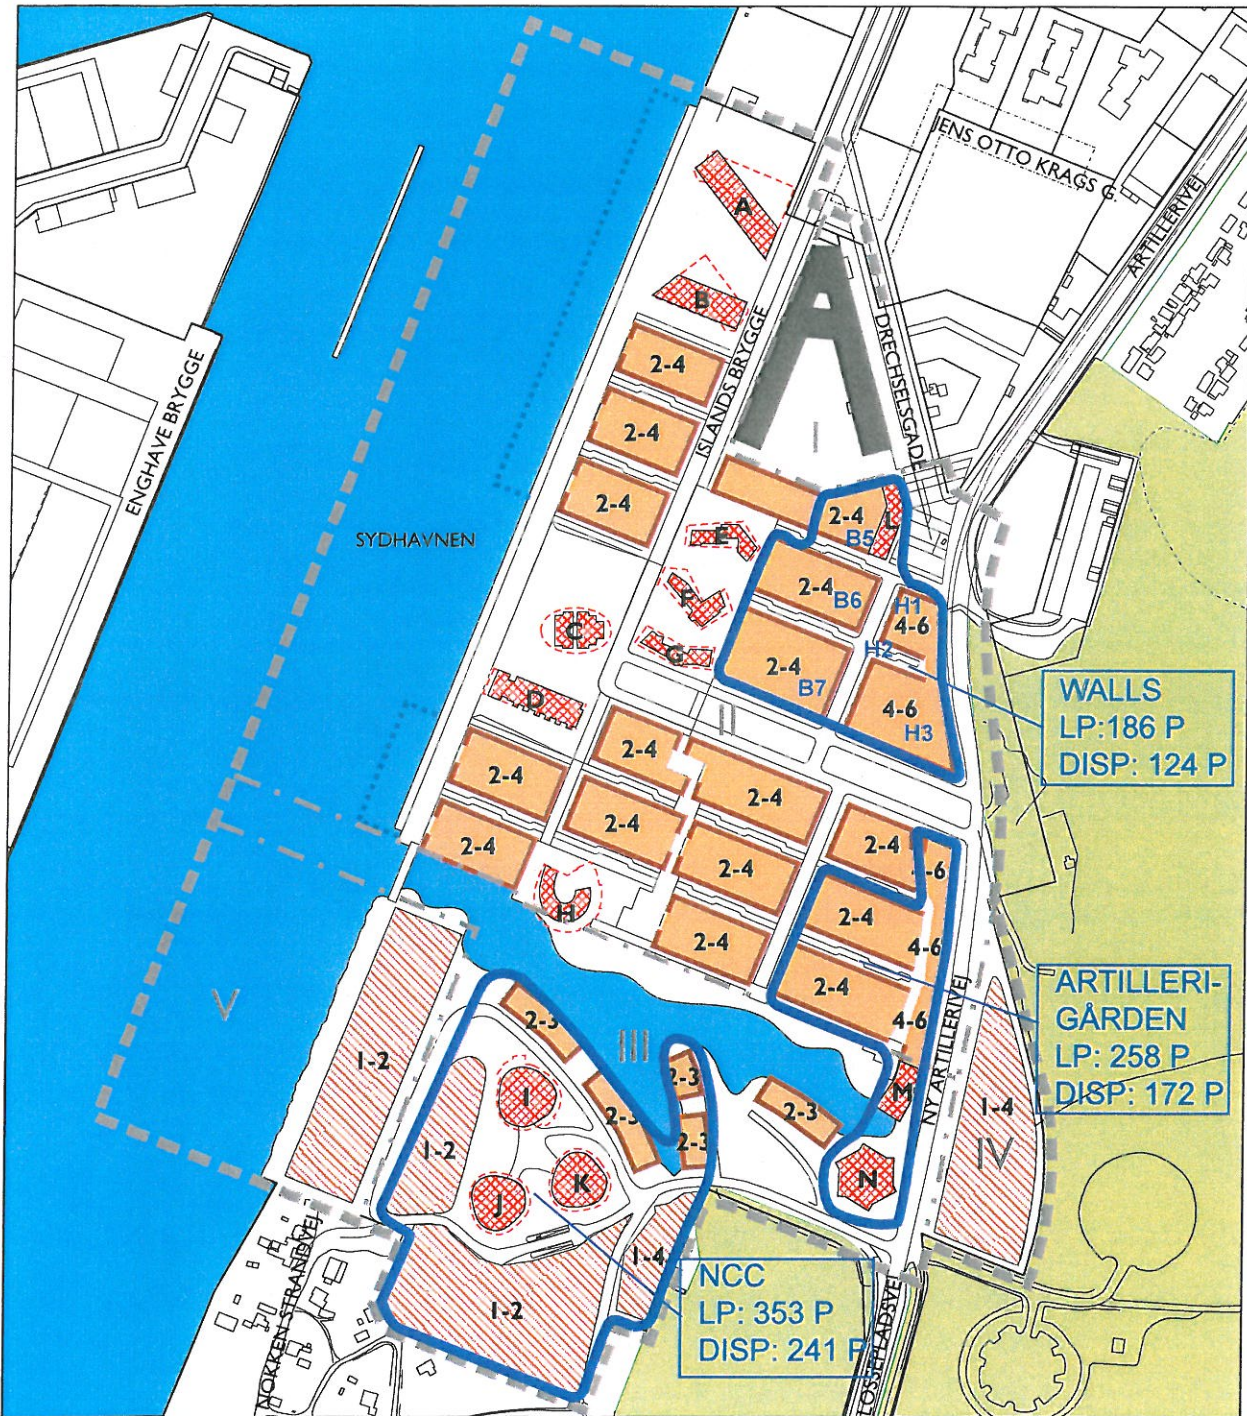 JENS OTTO KRAGS G.
ARTILLERIVEJ
A
B
ISLANDS BRYGGE
DRECHSELSGADE
ENGHAVE BRYGGE
2-4
2-4
I
2-4
SYDHAVNEN
2-4
B5
L
E
2-4
B6
F
H1
4-6
C
G
H2
2-4
B7
D
4-6
H3
WALLS
LP:186 P
DISP: 124 P
II
2-4
2-4
2-4
2-4
2-4
2-4
2-4
4-6
2-4
H
2-4
4-6
2-4
2-4
4-6
ARTILLERI-
GÅRDEN
LP: 258 P
DISP: 172 P
NY ARTILLERIVEJ
V
2-3
III
1-2
2-3
I
2-3
2-3
2-3
M
1-4
IV
1-2
J
K
N
1-4
1-2
NCC
LP: 353 P
DISP: 241 P
NOKKEN STRANDVEJ
LOSSEPLADSVEJ